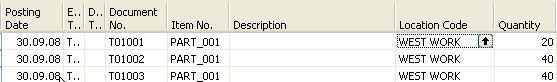 Posting Date E.. T.. D.. T.. Document No. Item No. Description Location Code Quantity
30.09.08 T.. T01001 PART_001 WEST WORK 20
30.09.08 T.. T01002 PART_001 WEST WORK 40
30.09.08 T.. T01003 PART_001 WEST WORK 40